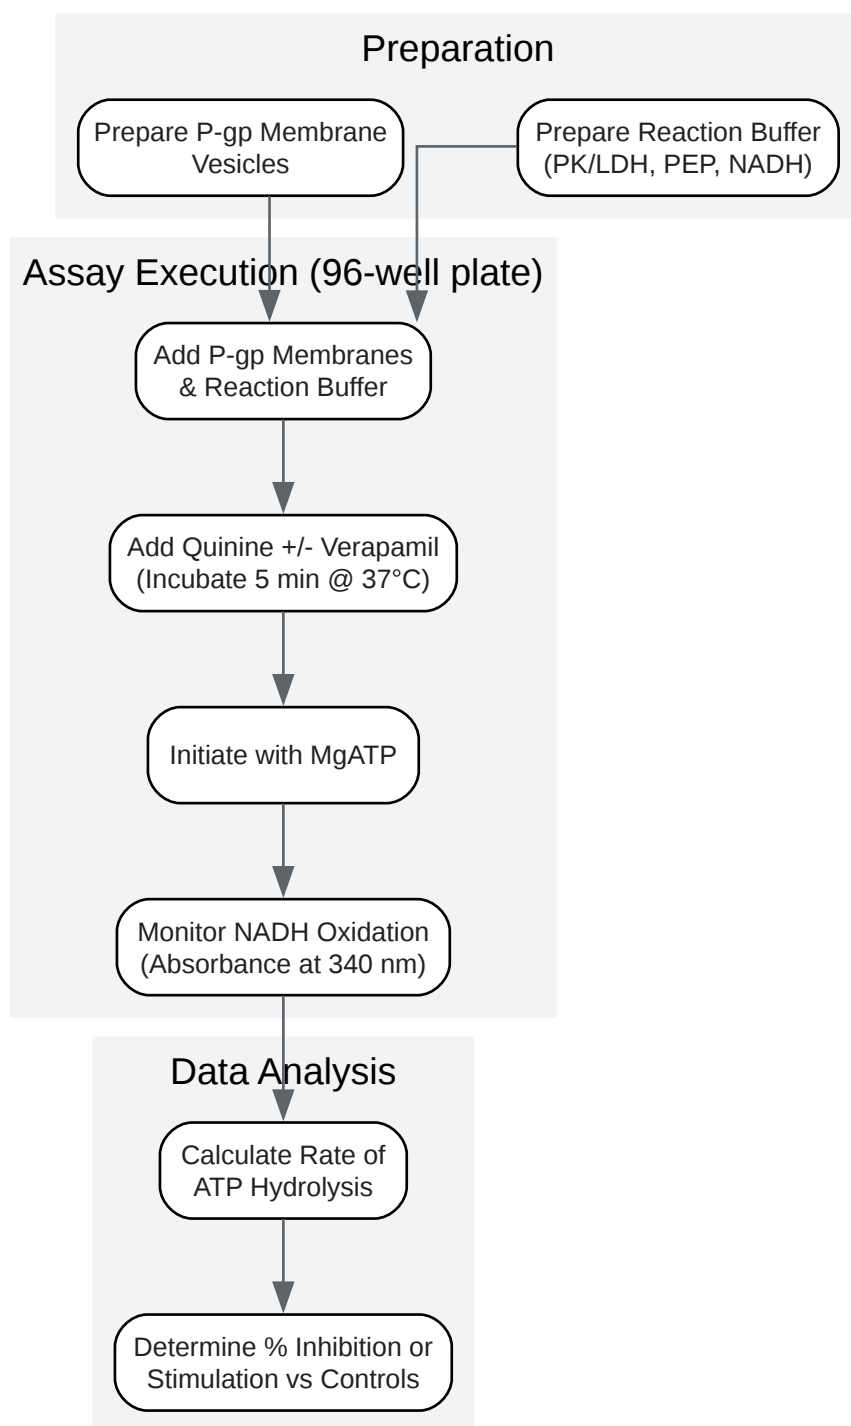 Preparation
Prepare P-gp Membrane
Vesicles
Prepare Reaction Buffer
(PK/LDH, PEP, NADH)
Assay Execution (96-well plate)
Add P-gp Membranes
& Reaction Buffer
Add Quinine +/- Verapamil
(Incubate 5 min @ 37°C)
Initiate with MgATP
Monitor NADH Oxidation
(Absorbance at 340 nm)
Data Analysis
Calculate Rate of
ATP Hydrolysis
Determine % Inhibition or
Stimulation vs Controls